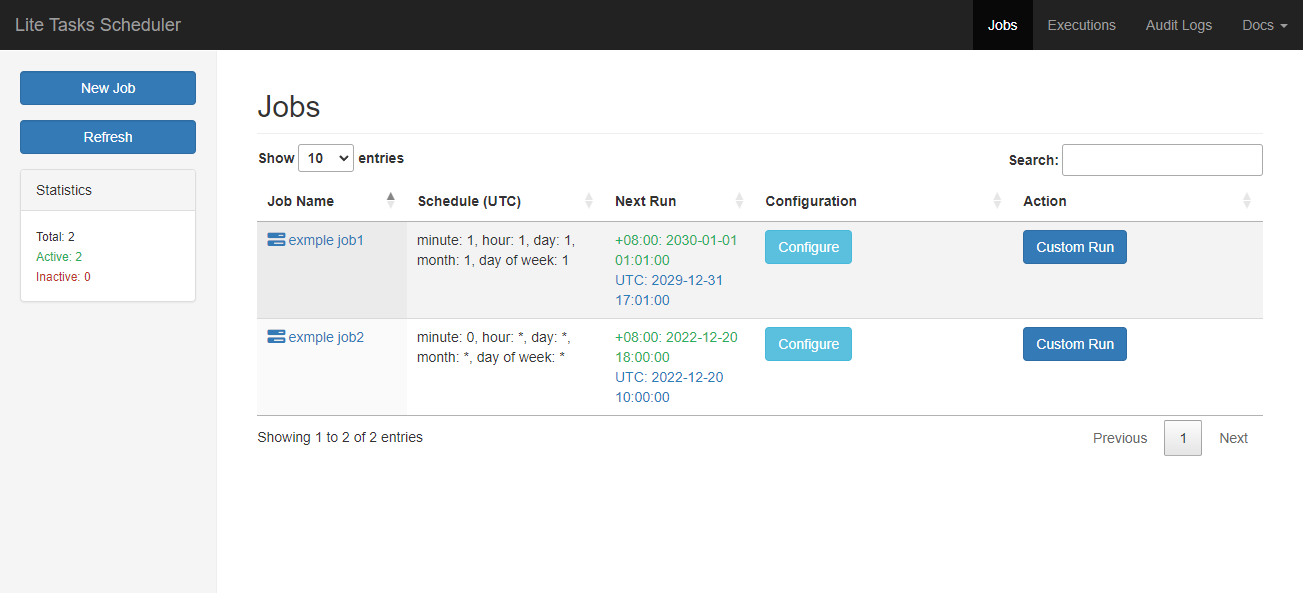 Lite Tasks Scheduler
Jobs Executions Audit Logs Docs
New Job
Refresh
Statistics
Total: 2
Active: 2
Inactive: 0
Jobs
Show 10 entries
Search:
Job Name Schedule (UTC) Next Run Configuration Action
exmple job1
minute: 1, hour: 1, day: 1,
month: 1, day of week: 1
+08:00: 2030-01-01
01:01:00
UTC: 2029-12-31
17:01:00
Configure
Custom Run
exmple job2
minute: 0, hour: *, day: *,
month: *, day of week: *
+08:00: 2022-12-20
18:00:00
UTC: 2022-12-20
10:00:00
Configure
Custom Run
Showing 1 to 2 of 2 entries
Previous 1 Next